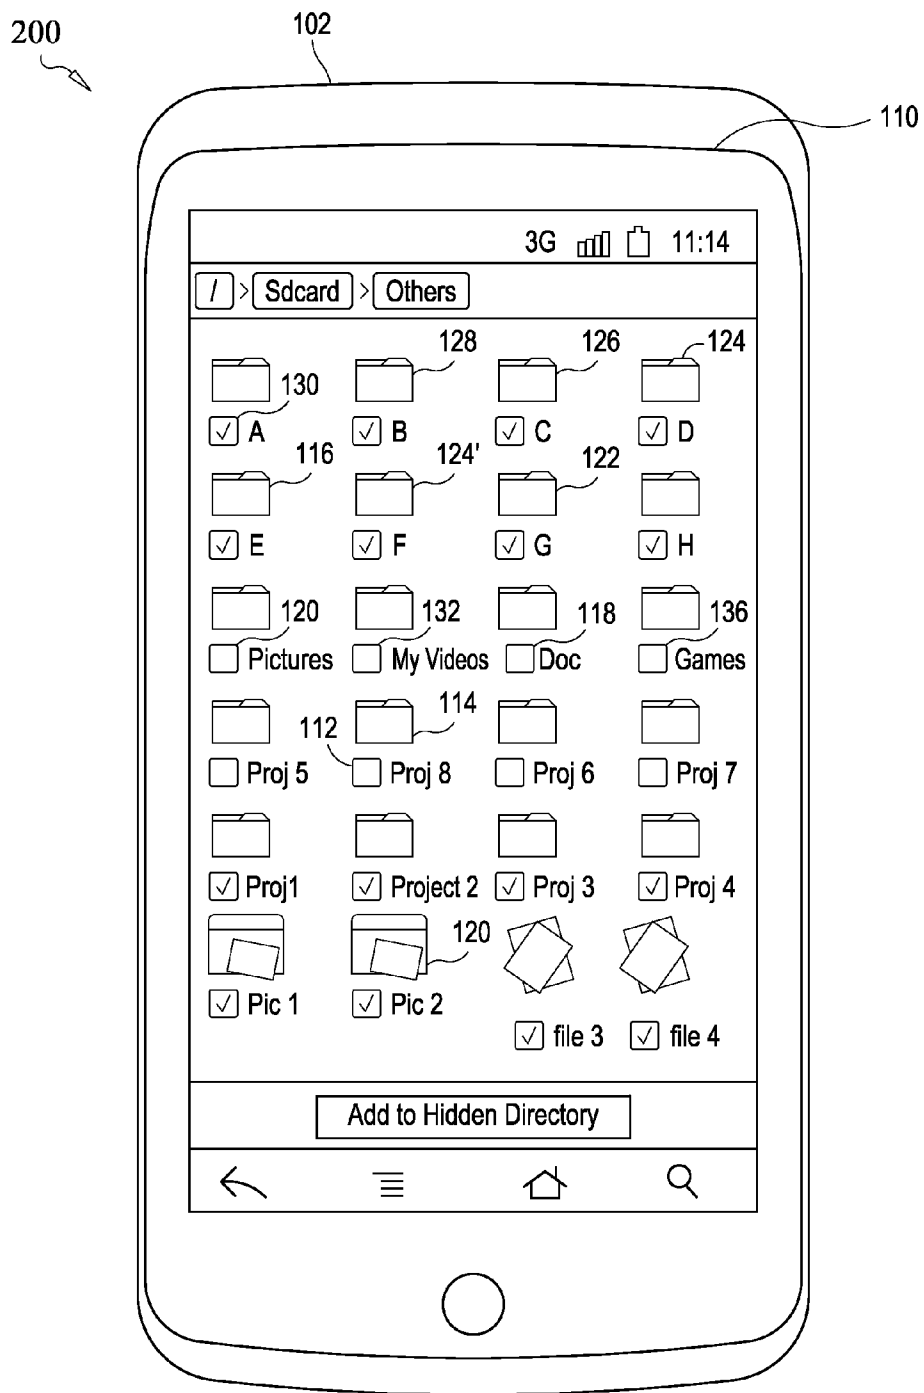 200
102
110
3G 11:14
/ > Sdcard > Others
128 126 124
130
A B C D
116 124' 122
E F G H
120 132 118 136
Pictures My Videos Doc Games
112 114
Proj 5 Proj 8 Proj 6 Proj 7
Proj1 Project 2 Proj 3 Proj 4
120
Pic 1 Pic 2
file 3 file 4
Add to Hidden Directory